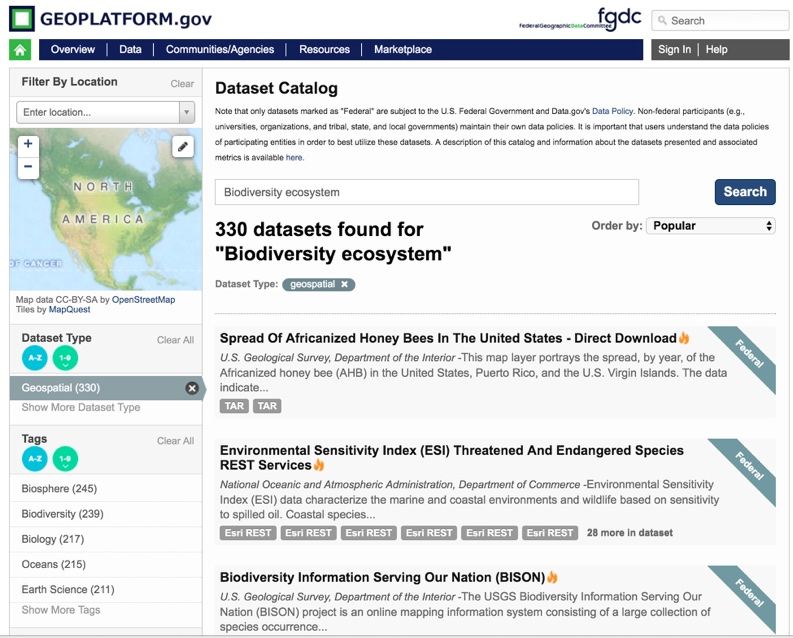 GEOPLATFORM.gov
fgdc
FederalGeographicDataCommittee
Search
Overview
Data
Communities/Agencies
Resources
Marketplace
Sign In
Help
Filter By Location
Clear
Enter location...
+
−
NORTH
AMERICA
OF CANCER
Map data CC-BY-SA by OpenStreetMap
Tiles by MapQuest
Dataset Type
Clear All
A-Z
1-9
Geospatial (330)
Show More Dataset Type
Tags
Clear All
A-Z
1-9
Biosphere (245)
Biodiversity (239)
Biology (217)
Oceans (215)
Earth Science (211)
Show More Tags
Dataset Catalog
Note that only datasets marked as "Federal" are subject to the U.S. Federal Government and Data.gov's Data Policy. Non-federal participants (e.g.,
universities, organizations, and tribal, state, and local governments) maintain their own data policies. It is important that users understand the data policies
of participating entities in order to best utilize these datasets. A description of this catalog and information about the datasets presented and associated
metrics is available here.
Biodiversity ecosystem
Search
330 datasets found for
"Biodiversity ecosystem"
Order by:
Popular
Dataset Type:
geospatial ✖
Spread Of Africanized Honey Bees In The United States - Direct Download
Federal
U.S. Geological Survey, Department of the Interior -This map layer portrays the spread, by year, of the
Africanized honey bee (AHB) in the United States, Puerto Rico, and the U.S. Virgin Islands. The data
indicate...
TAR TAR
Environmental Sensitivity Index (ESI) Threatened And Endangered Species
REST Services
Federal
National Oceanic and Atmospheric Administration, Department of Commerce -Environmental Sensitivity
Index (ESI) data characterize the marine and coastal environments and wildlife based on sensitivity
to spilled oil. Coastal species...
Esri REST Esri REST Esri REST Esri REST Esri REST Esri REST 28 more in dataset
Biodiversity Information Serving Our Nation (BISON)
Federal
U.S. Geological Survey, Department of the Interior -The USGS Biodiversity Information Serving Our
Nation (BISON) project is an online mapping information system consisting of a large collection of
species occurrence...